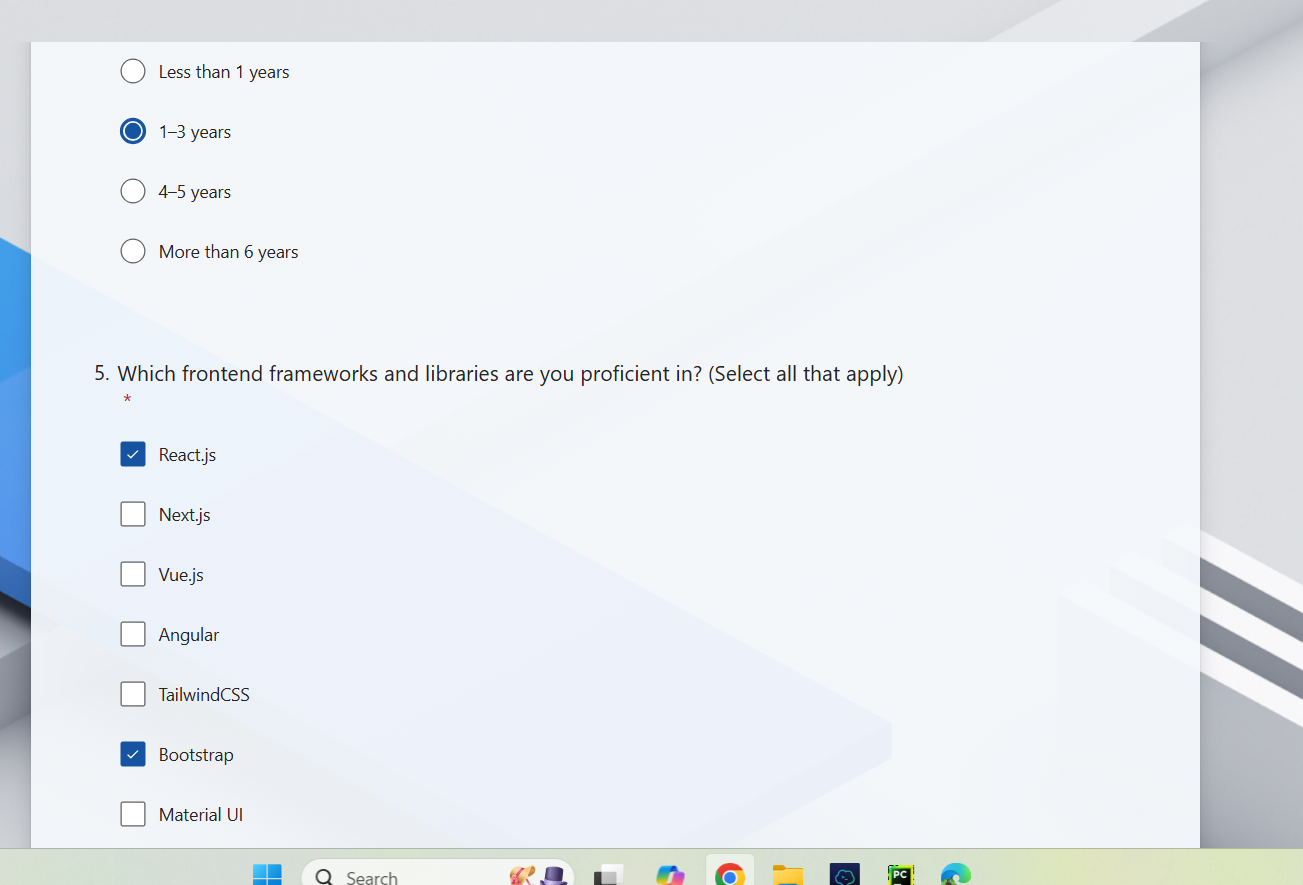 Less than 1 years
1–3 years
4–5 years
More than 6 years
5. Which frontend frameworks and libraries are you proficient in? (Select all that apply)
*
React.js
Next.js
Vue.js
Angular
TailwindCSS
Bootstrap
Material UI
Search
PC